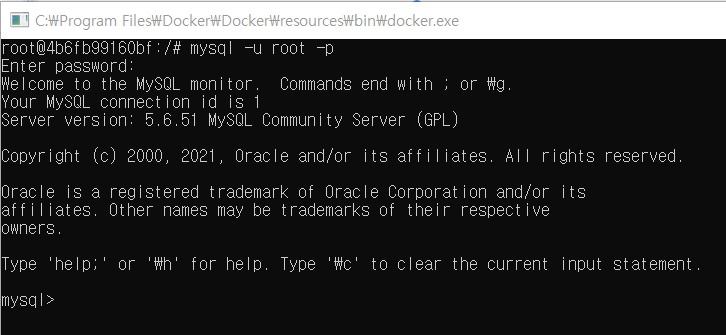 C:₩Program Files₩Docker₩Docker₩resources₩bin₩docker.exe
root@4b6fb99160bf:/# mysql -u root -p
Enter password:
Welcome to the MySQL monitor.  Commands end with ; or ₩g.
Your MySQL connection id is 1
Server version: 5.6.51 MySQL Community Server (GPL)
Copyright (c) 2000, 2021, Oracle and/or its affiliates. All rights reserved.
Oracle is a registered trademark of Oracle Corporation and/or its
affiliates. Other names may be trademarks of their respective
owners.
Type 'help;' or '₩h' for help. Type '₩c' to clear the current input statement.
mysql>